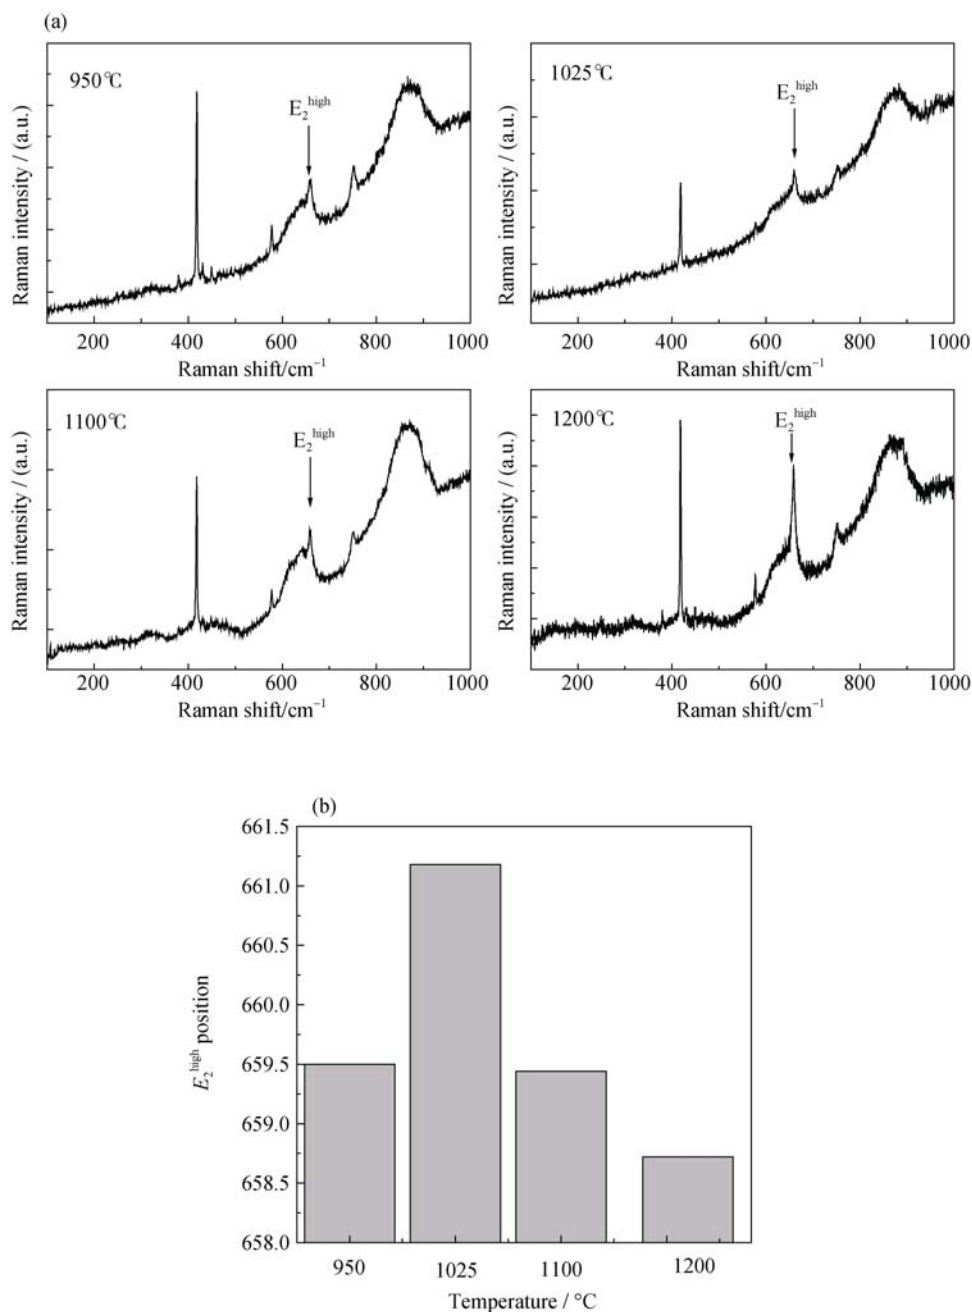 (a)
950℃
E₂ʰⁱᵍʰ
Raman intensity / (a.u.)
200 400 600 800 1000
Raman shift/cm⁻¹
1025℃
E₂ʰⁱᵍʰ
Raman intensity / (a.u.)
200 400 600 800 1000
Raman shift/cm⁻¹
1100℃
E₂ʰⁱᵍʰ
Raman intensity / (a.u.)
200 400 600 800 1000
Raman shift/cm⁻¹
1200℃
E₂ʰⁱᵍʰ
Raman intensity / (a.u.)
200 400 600 800 1000
Raman shift/cm⁻¹
(b)
661.5
661.0
660.5
660.0
659.5
659.0
658.5
658.0
E₂ʰⁱᵍʰ position
950 1025 1100 1200
Temperature / °C